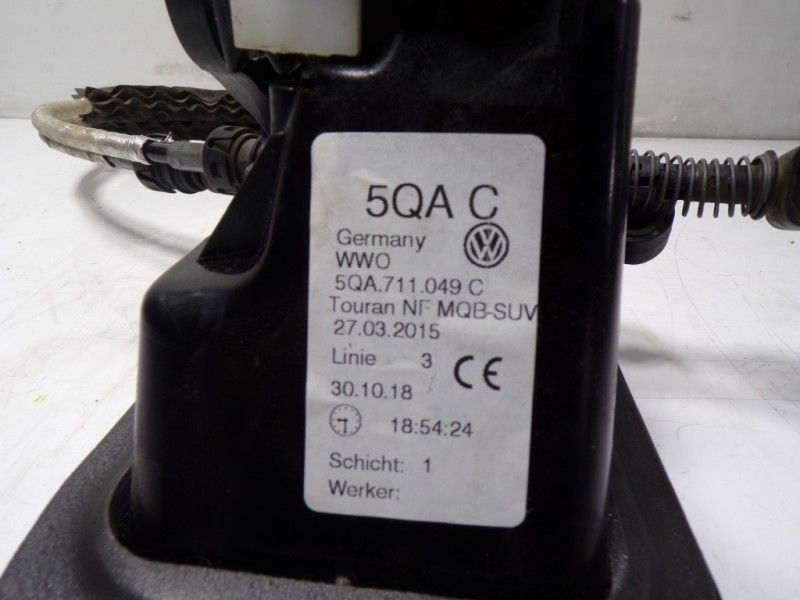 5QA C
Germany
WWO
5QA.711.049 C
Touran NF MQB-SUV
27.03.2015
Linie 3 CE
30.10.18
18:54:24
Schicht: 1
Werker: